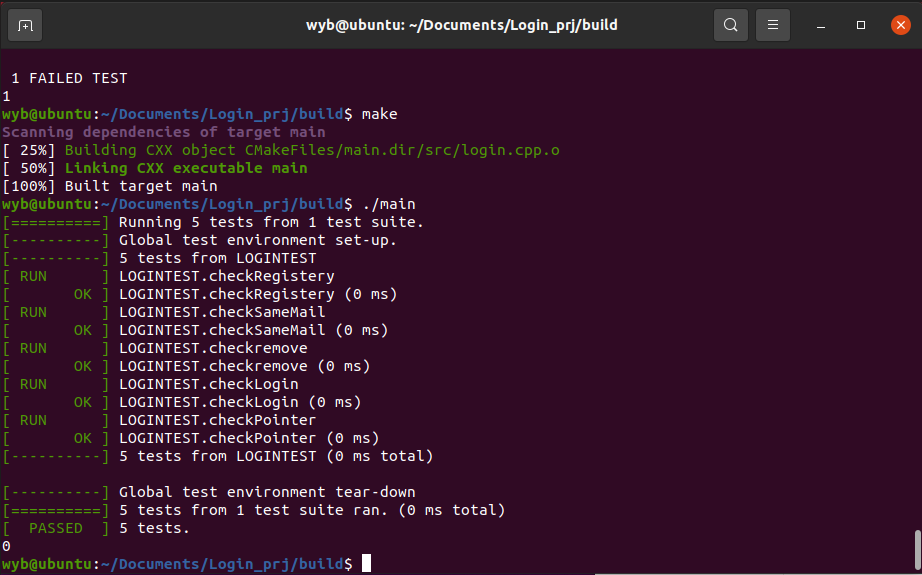 wyb@ubuntu: ~/Documents/Login_prj/build
1 FAILED TEST
1
wyb@ubuntu:~/Documents/Login_prj/build$ make
Scanning dependencies of target main
[ 25%] Building CXX object CMakeFiles/main.dir/src/login.cpp.o
[ 50%] Linking CXX executable main
[100%] Built target main
wyb@ubuntu:~/Documents/Login_prj/build$ ./main
[==========] Running 5 tests from 1 test suite.
[----------] Global test environment set-up.
[----------] 5 tests from LOGINTEST
[ RUN      ] LOGINTEST.checkRegistery
[       OK ] LOGINTEST.checkRegistery (0 ms)
[ RUN      ] LOGINTEST.checkSameMail
[       OK ] LOGINTEST.checkSameMail (0 ms)
[ RUN      ] LOGINTEST.checkremove
[       OK ] LOGINTEST.checkremove (0 ms)
[ RUN      ] LOGINTEST.checkLogin
[       OK ] LOGINTEST.checkLogin (0 ms)
[ RUN      ] LOGINTEST.checkPointer
[       OK ] LOGINTEST.checkPointer (0 ms)
[----------] 5 tests from LOGINTEST (0 ms total)
[----------] Global test environment tear-down
[==========] 5 tests from 1 test suite ran. (0 ms total)
[  PASSED  ] 5 tests.
0
wyb@ubuntu:~/Documents/Login_prj/build$